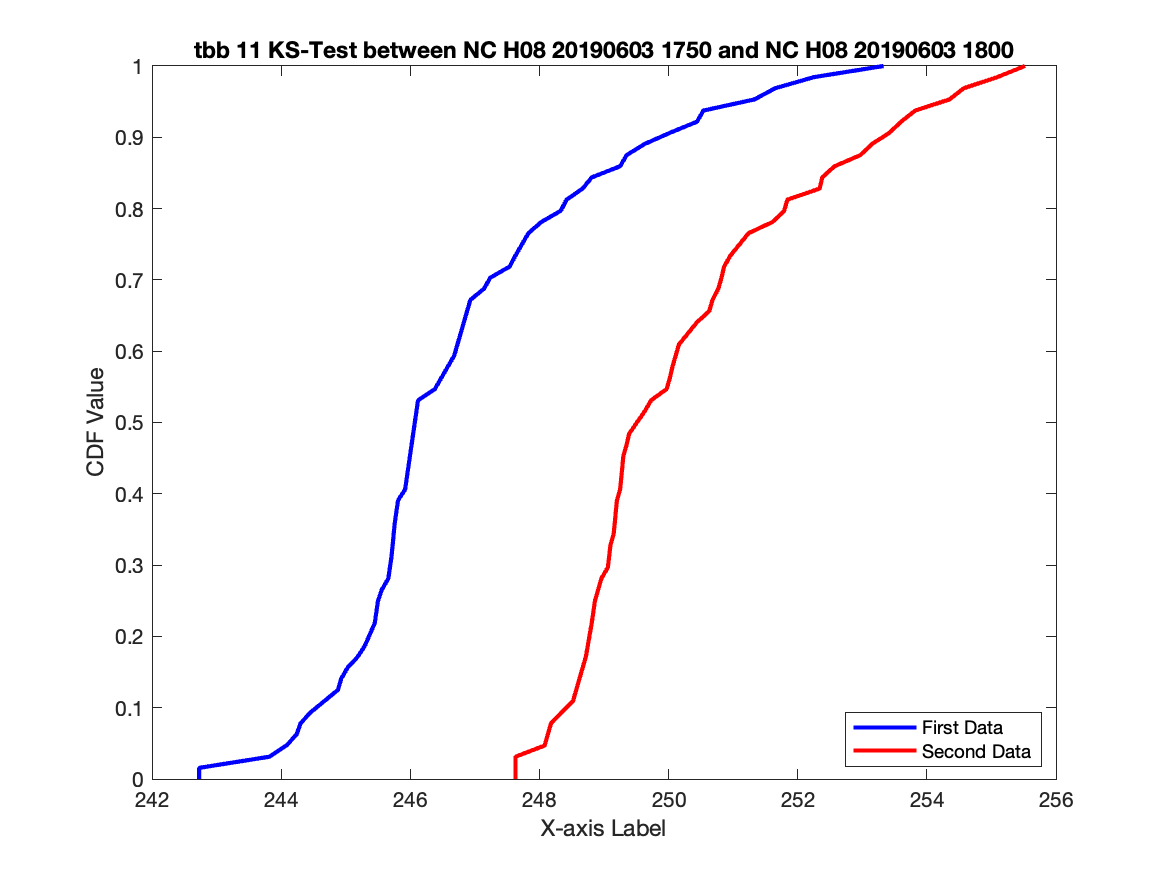 tbb 11 KS-Test between NC H08 20190603 1750 and NC H08 20190603 1800
1
0.9
0.8
0.7
0.6
0.5
0.4
0.3
0.2
0.1
0
CDF Value
First Data
Second Data
242 244 246 248 250 252 254 256
X-axis Label